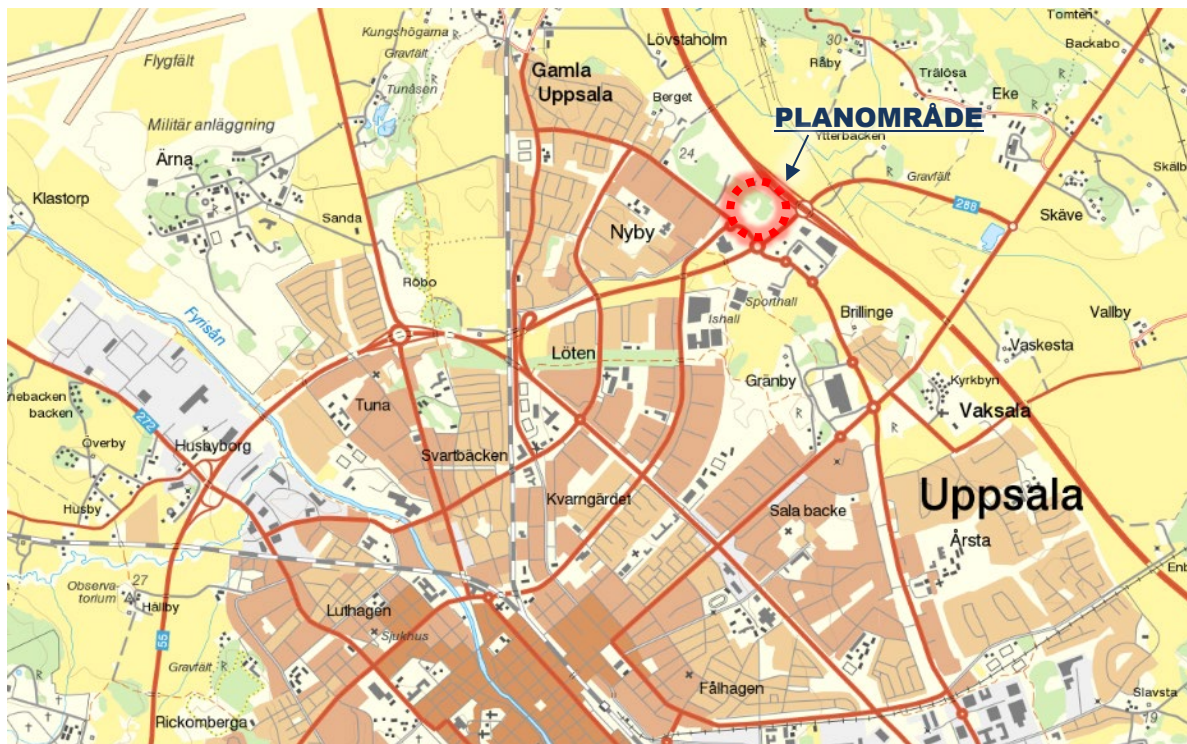 Tomten
Kungshögarna
Gravfält
Lövstaholm
30
Råby
Backabo
Flygfält
Gamla
Uppsala
Trälösa
Tunåsen
Berget
Eke
PLANOMRÅDE
Militär anläggning
Ytterbacken
Ärna
24
Skälb
Gravfält
Klastorp
288
Sanda
Nyby
Skäve
Röbo
Fyrisån
Sporthall
Ishall
Brillinge
Vallby
Löten
Vaskesta
Gränby
Kyrkbyn
nebacken
backen
Tuna
Vaksala
272
Överby
Husbyborg
Svartbäcken
Kvarngärdet
Uppsala
Husby
Sala backe
Årsta
Observa-
torium
27
Hällby
Enb
Luthagen
Sjukhus
55
Gravfält
Fålhagen
Slavsta
Rickomberga
19